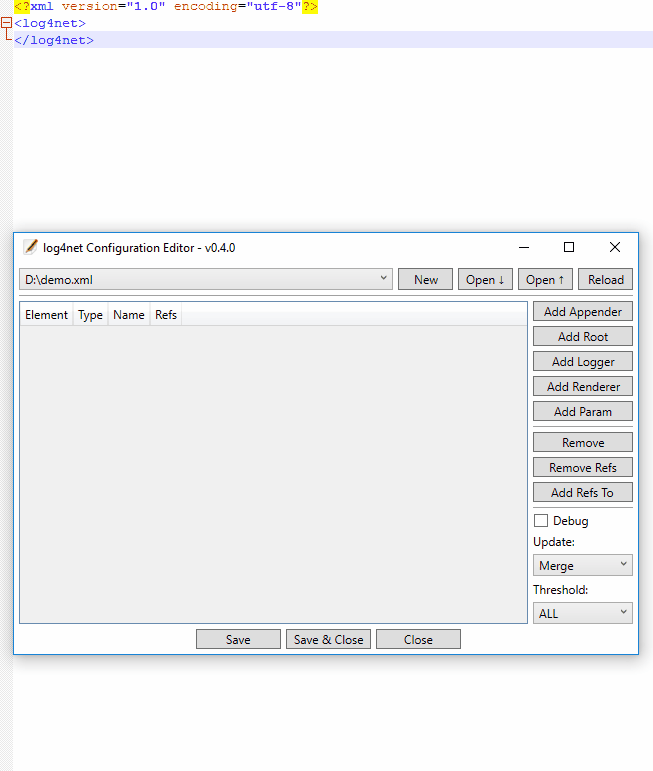 <?xml version="1.0" encoding="utf-8"?>
<log4net>
</log4net>
log4net Configuration Editor - v0.4.0
D:\demo.xml New Open ↓ Open ↑ Reload
Element Type Name Refs
Add Appender
Add Root
Add Logger
Add Renderer
Add Param
Remove
Remove Refs
Add Refs To
Debug
Update:
Merge
Threshold:
ALL
Save Save & Close Close